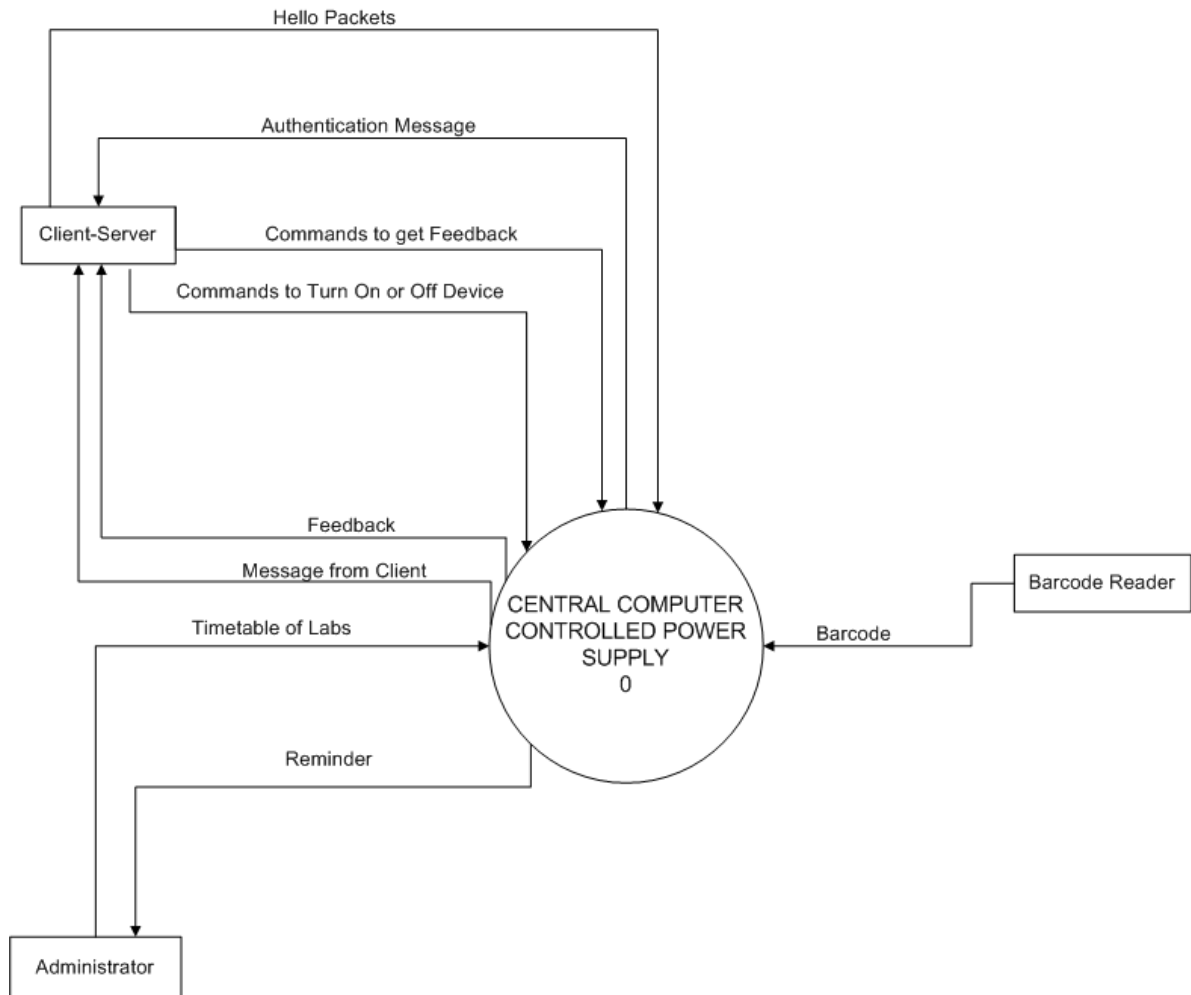 Hello Packets
Authentication Message
Client-Server
Commands to get Feedback
Commands to Turn On or Off Device
Feedback
Message from Client
Timetable of Labs
Reminder
CENTRAL COMPUTER
CONTROLLED POWER
SUPPLY
0
Barcode
Barcode Reader
Administrator